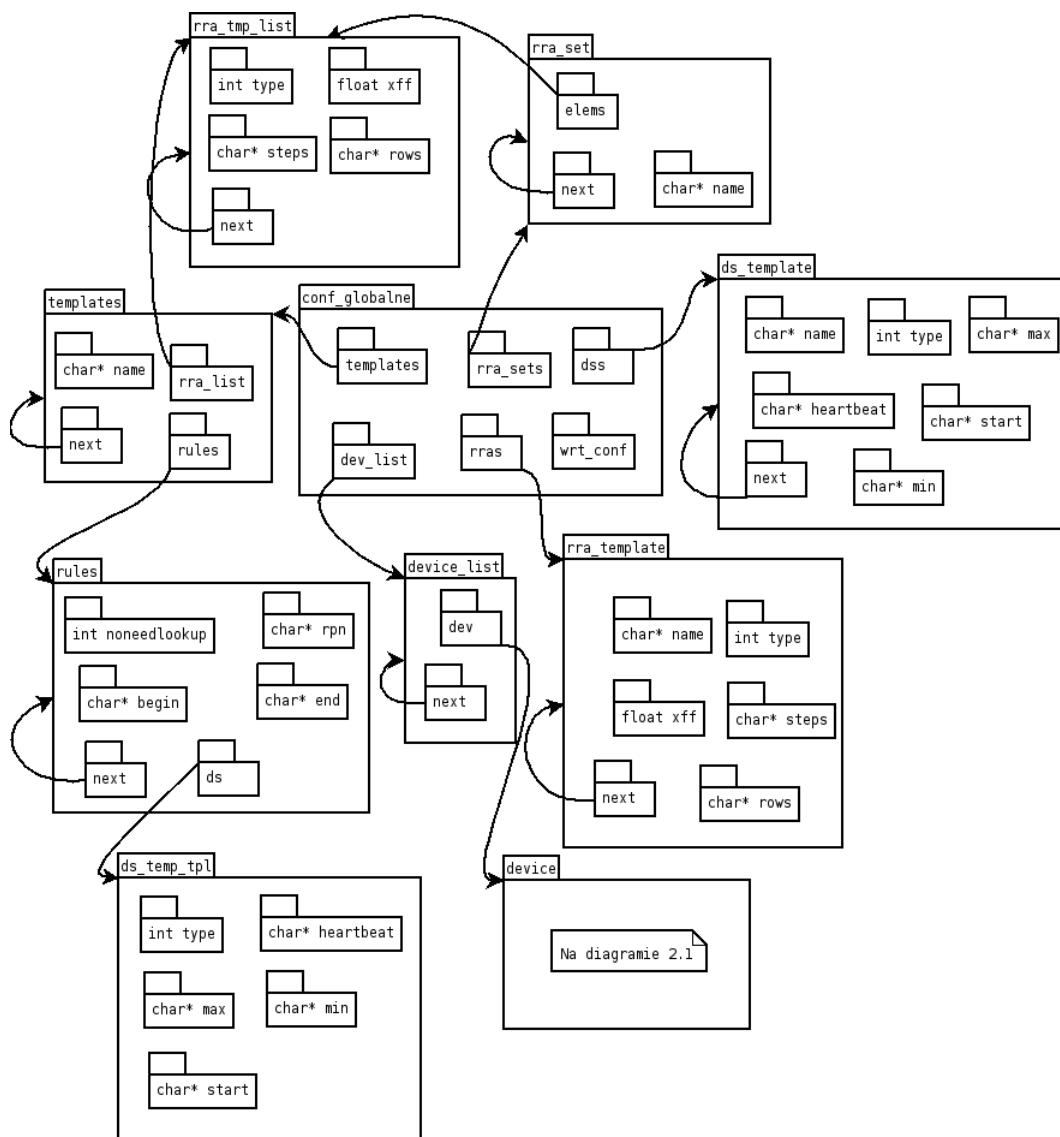 rra_tmp_list
int type
float xff
char* steps
char* rows
next
rra_set
elems
next
char* name
ds_template
char* name
int type
char* max
char* heartbeat
char* start
next
char* min
templates
char* name
rra_list
next
rules
conf_globalne
templates
rra_sets
dss
dev_list
rras
wrt_conf
rules
int noneedlookup
char* rpn
char* begin
char* end
next
ds
device_list
dev
next
rra_template
char* name
int type
float xff
char* steps
next
char* rows
ds_temp_tpl
int type
char* heartbeat
char* max
char* min
char* start
device
Na diagramie 2.1